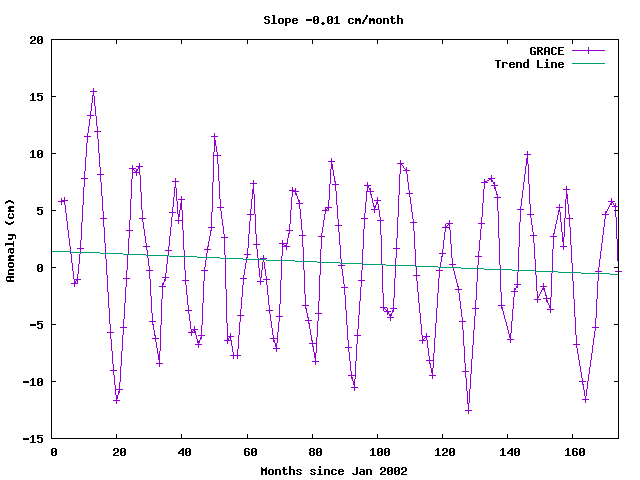 Slope -0.01 cm/month
GRACE
Trend Line
20
15
10
5
0
-5
-10
-15
Anomaly (cm)
0 20 40 60 80 100 120 140 160
Months since Jan 2002